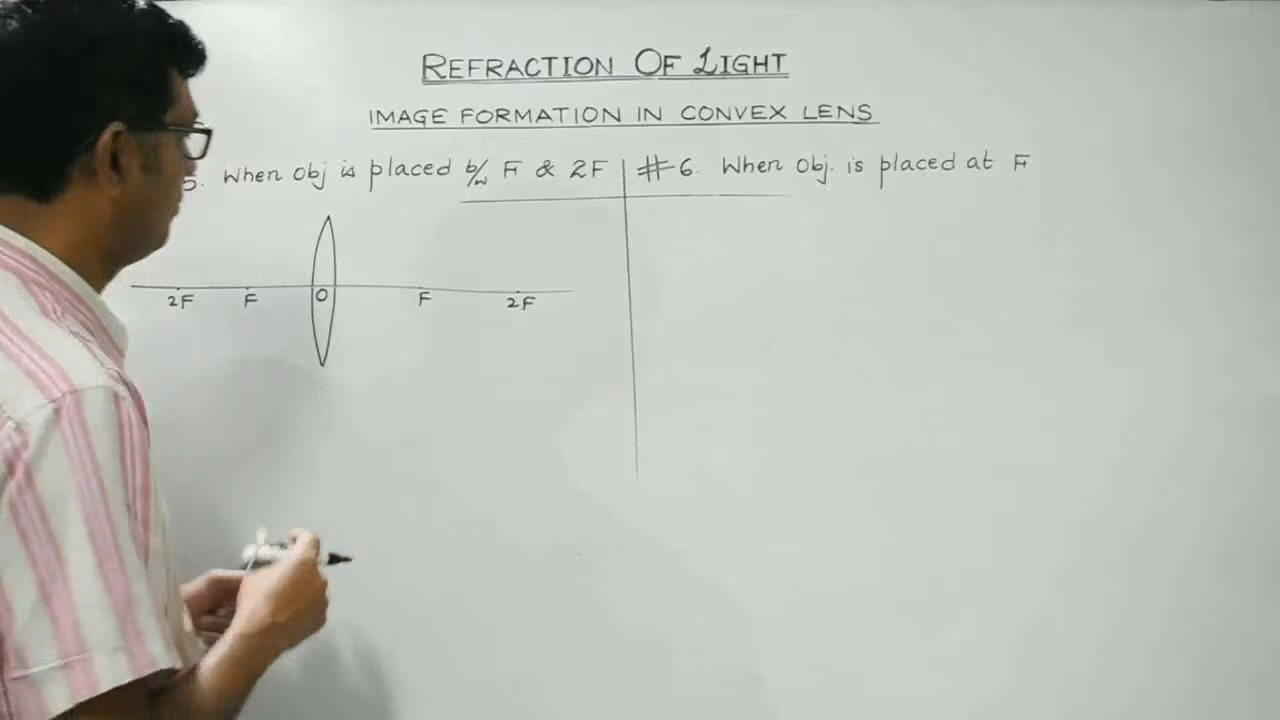 REFRACTION OF LIGHT
IMAGE FORMATION IN CONVEX LENS
5. When Obj is placed b/w F & 2F
#6. When Obj. is placed at F
2F F O F 2F